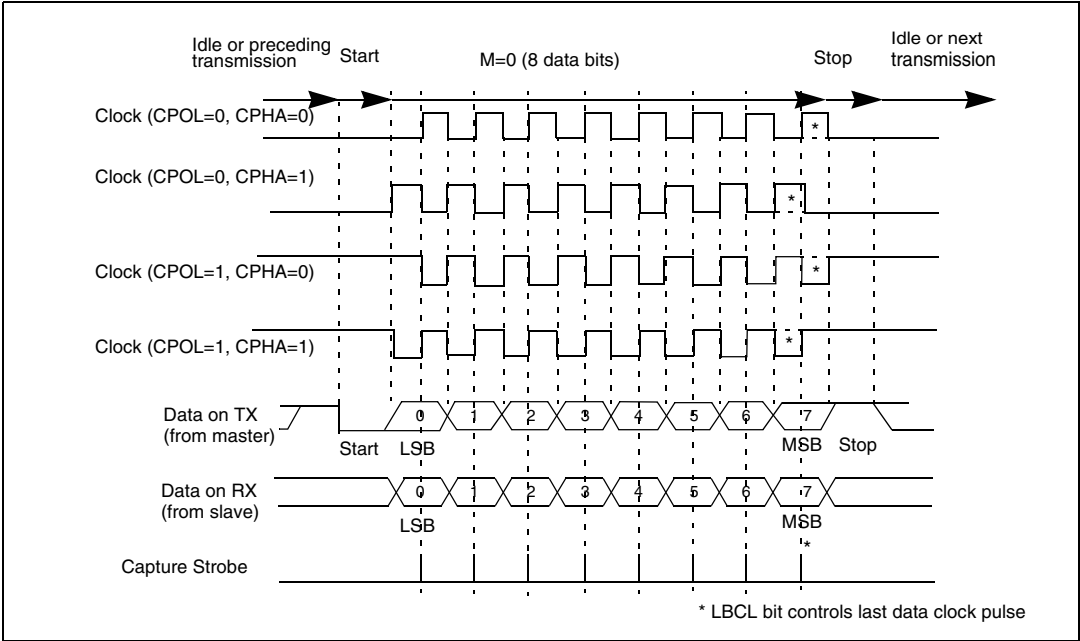 Idle or preceding
transmission
Start
M=0 (8 data bits)
Stop
Idle or next
transmission
Clock (CPOL=0, CPHA=0)
*
Clock (CPOL=0, CPHA=1)
*
Clock (CPOL=1, CPHA=0)
*
Clock (CPOL=1, CPHA=1)
*
Data on TX
(from master)
0 1 2 3 4 5 6 7
Start LSB MSB Stop
Data on RX
(from slave)
0 1 2 3 4 5 6 7
LSB MSB
*
Capture Strobe
* LBCL bit controls last data clock pulse